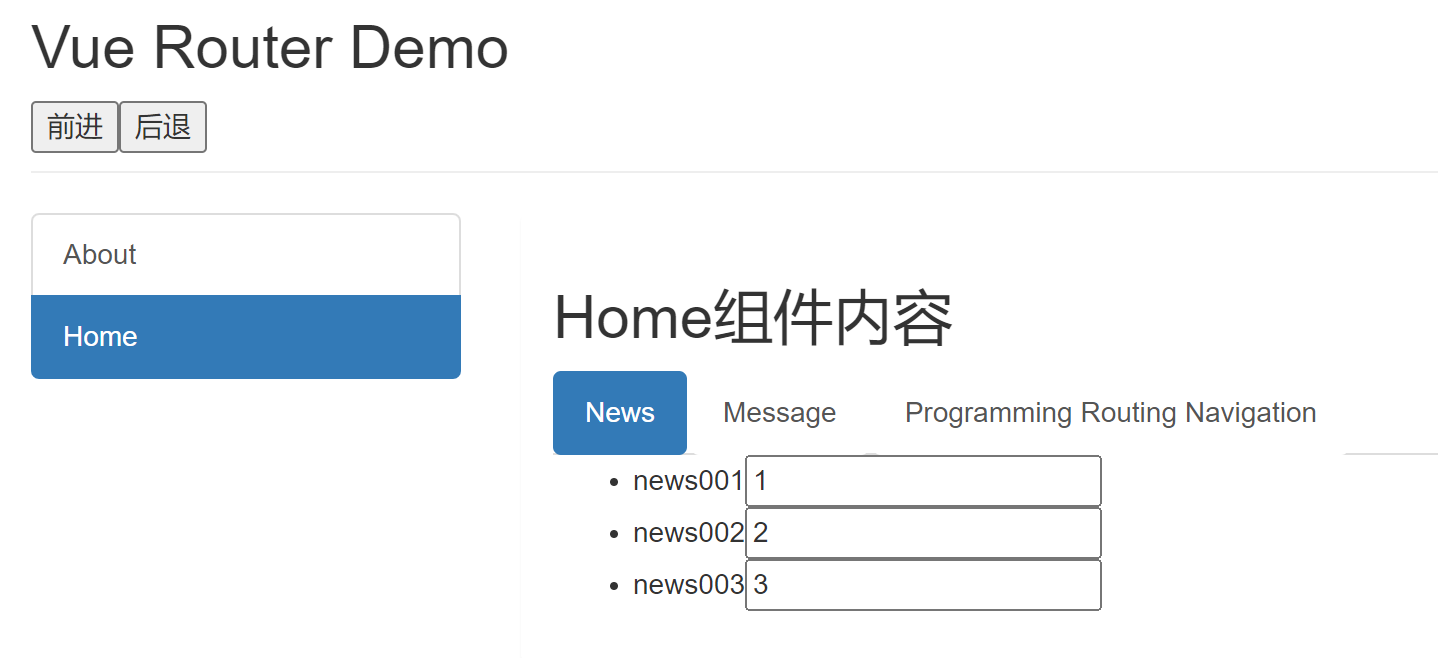 Vue Router Demo
前进 后退
About
Home
Home组件内容
News Message Programming Routing Navigation
news001 1
news002 2
news003 3